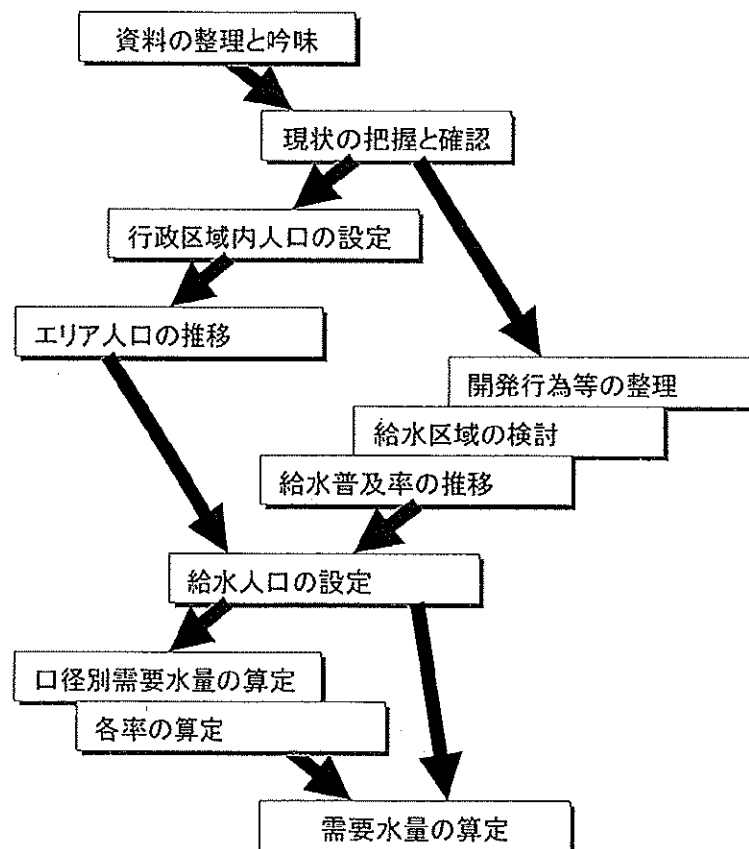 資料の整理と吟味
現状の把握と確認
行政区域内人口の設定
エリア人口の推移
開発行為等の整理
給水区域の検討
給水普及率の推移
給水人口の設定
口径別需要水量の算定
各率の算定
需要水量の算定